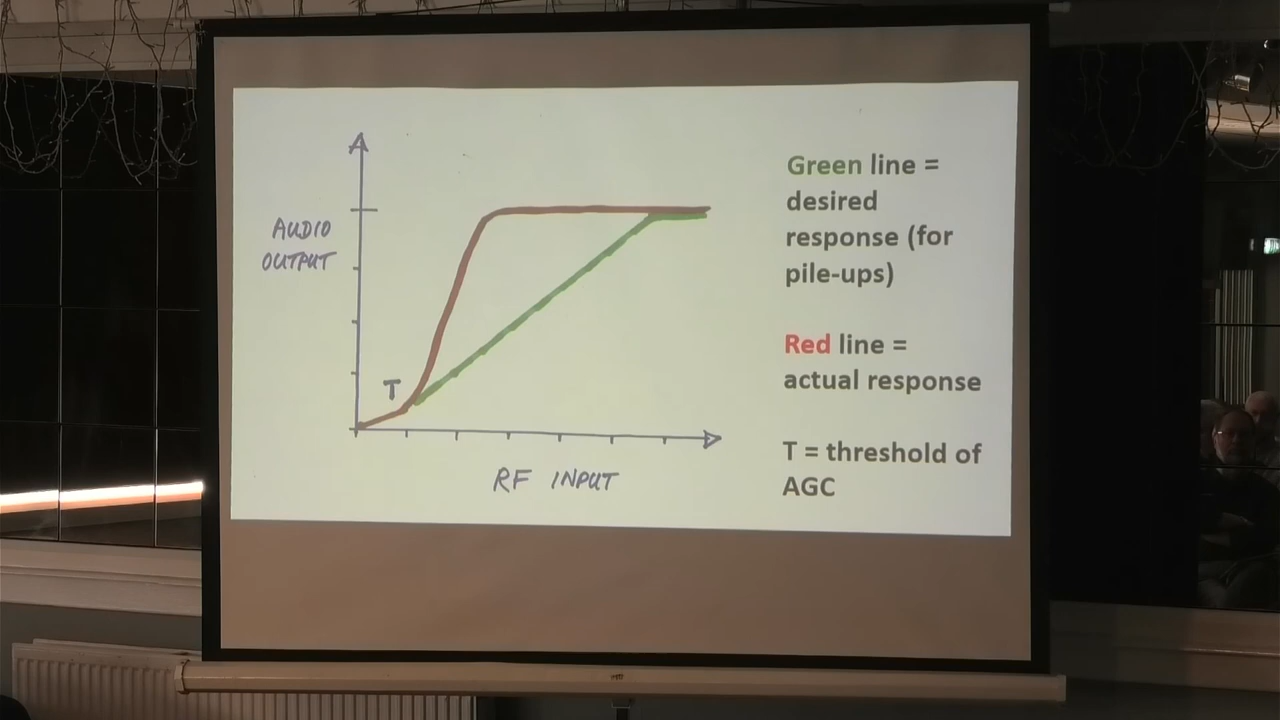 AUDIO
OUTPUT
T
RF INPUT
Green line =
desired
response (for
pile-ups)
Red line =
actual response
T = threshold of
AGC